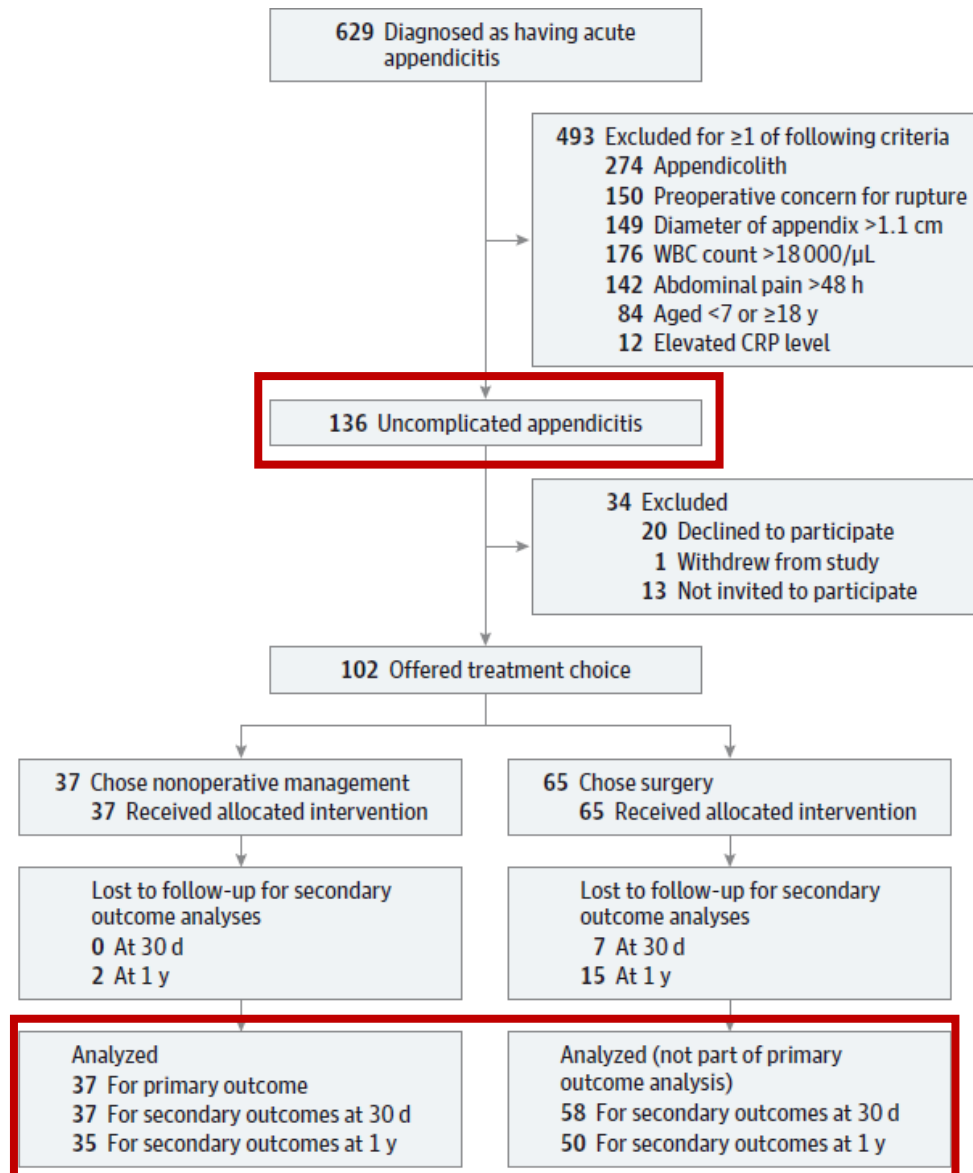 629 Diagnosed as having acute
appendicitis
493 Excluded for ≥1 of following criteria
274 Appendicolith
150 Preoperative concern for rupture
149 Diameter of appendix >1.1 cm
176 WBC count >18 000/µL
142 Abdominal pain >48 h
84 Aged <7 or ≥18 y
12 Elevated CRP level
136 Uncomplicated appendicitis
34 Excluded
20 Declined to participate
1 Withdrew from study
13 Not invited to participate
102 Offered treatment choice
37 Chose nonoperative management
37 Received allocated intervention
65 Chose surgery
65 Received allocated intervention
Lost to follow-up for secondary
outcome analyses
0 At 30 d
2 At 1 y
Lost to follow-up for secondary
outcome analyses
7 At 30 d
15 At 1 y
Analyzed
37 For primary outcome
37 For secondary outcomes at 30 d
35 For secondary outcomes at 1 y
Analyzed (not part of primary
outcome analysis)
58 For secondary outcomes at 30 d
50 For secondary outcomes at 1 y